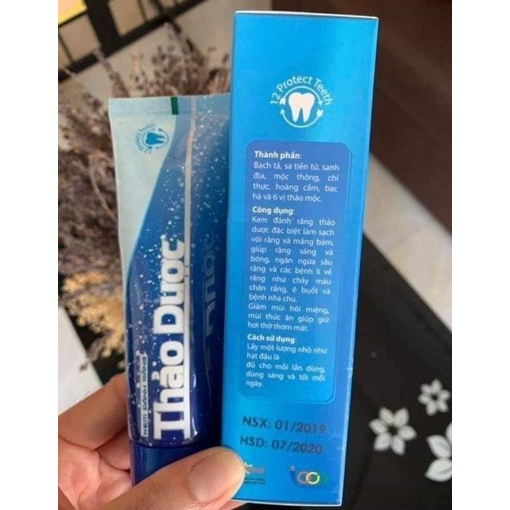 12 Protect Teeth
Thành phần:
Bạch tả, sa tiền tử, sanh
địa, mộc thông, chỉ
thực, hoàng cầm, bạc
hà và 6 vị thảo mộc.
Công dụng:
Kem đánh răng thảo
dược đặc biệt làm sạch
vôi răng và mảng bám,
giúp răng sáng và
bóng, ngăn ngừa sâu
răng và các bệnh lí về
răng như chảy máu
chân răng, ê buốt và
bệnh nha chu.
Giảm mùi hôi miệng,
mùi thức ăn giúp giữ
hơi thở thơm mát.
Cách sử dụng:
Lấy một lượng nhỏ như
hạt đậu là
đủ cho mỗi lần dùng,
dùng sáng và tối mỗi
ngày.
NSX: 01/2019
HSD: 07/2020
Thảo Dược
KEM ĐÁNH RĂNG
icon